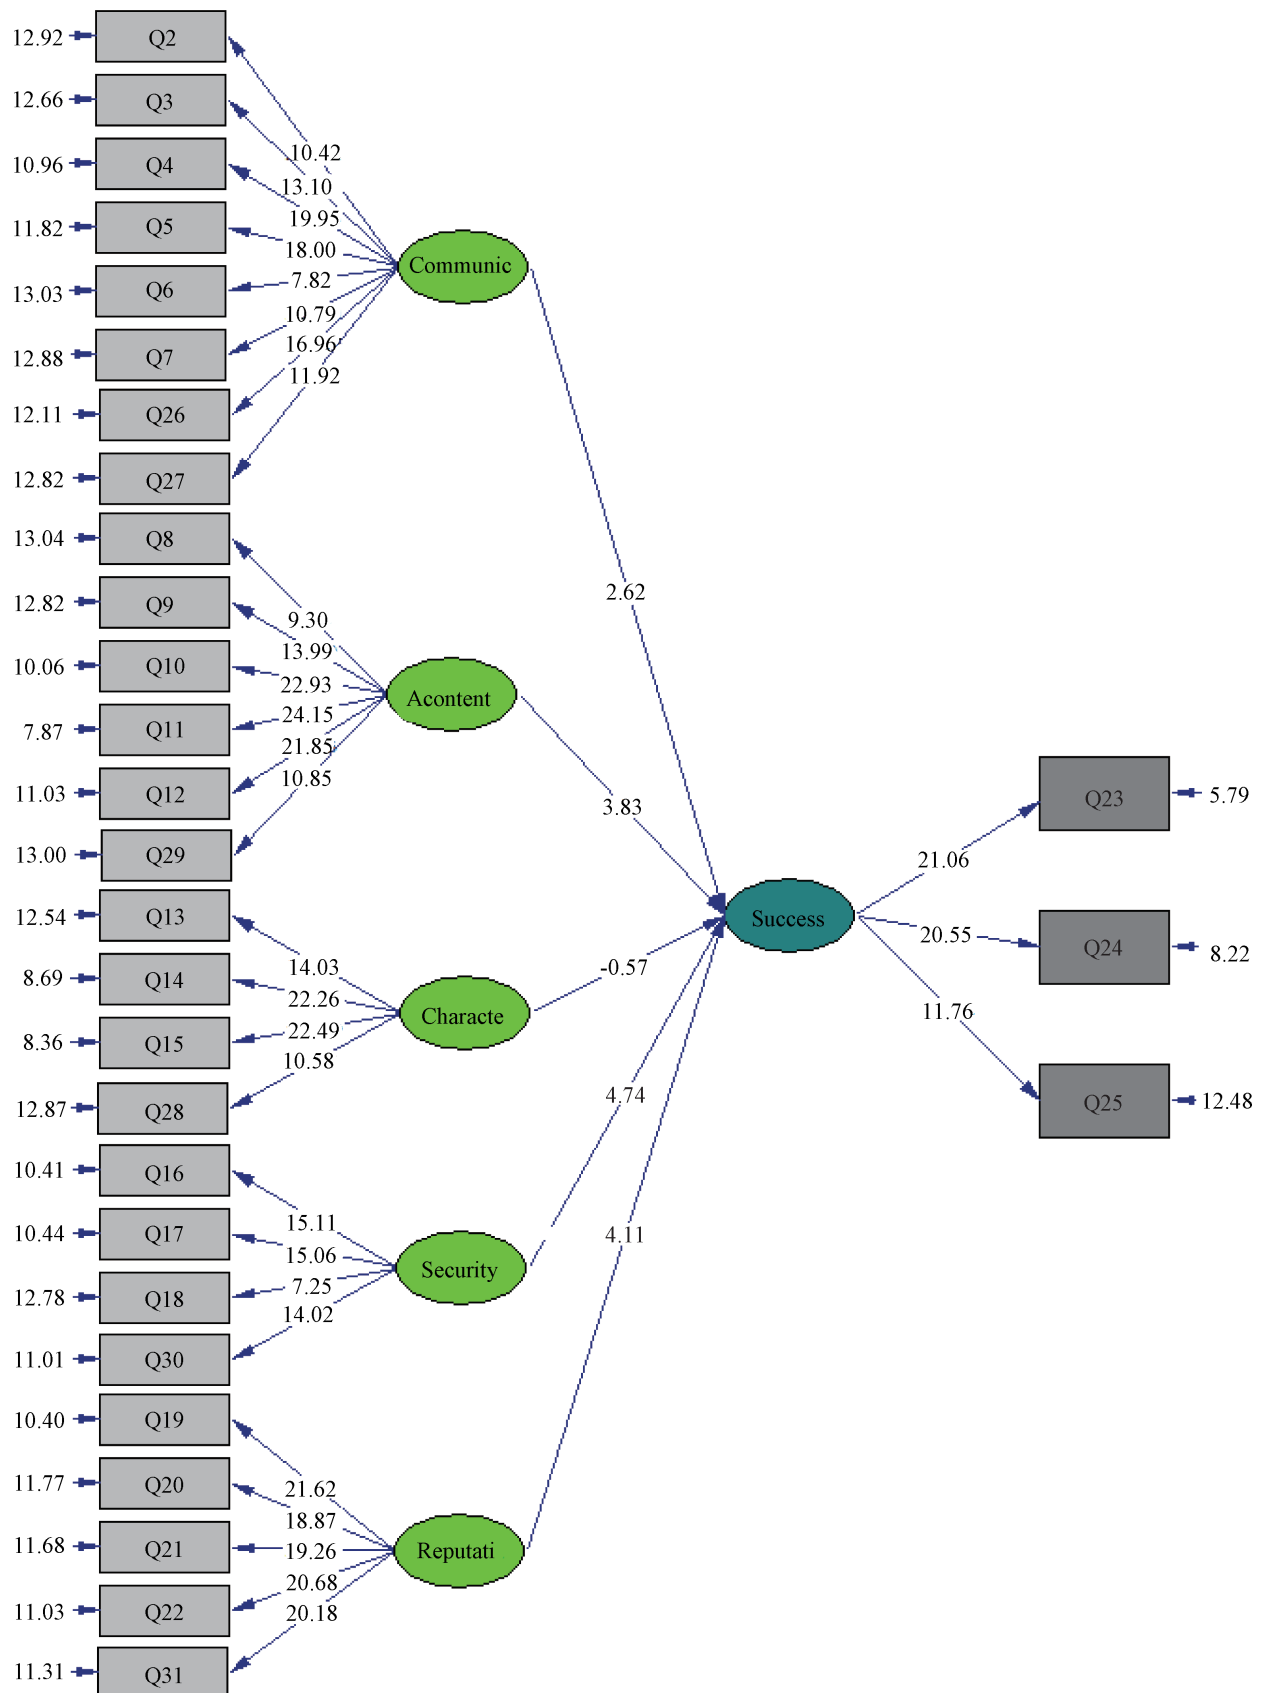 12.92 Q2
12.66 Q3
10.96 Q4
11.82 Q5
13.03 Q6
12.88 Q7
12.11 Q26
12.82 Q27
10.42
13.10
19.95
18.00
7.82
10.79
16.96
11.92
Communic
2.62
13.04 Q8
12.82 Q9
10.06 Q10
7.87 Q11
11.03 Q12
13.00 Q29
9.30
13.99
22.93
24.15
21.85
10.85
Acontent
3.83
12.54 Q13
8.69 Q14
8.36 Q15
12.87 Q28
14.03
22.26
22.49
10.58
Characte
-0.57
10.41 Q16
10.44 Q17
12.78 Q18
11.01 Q30
15.11
15.06
7.25
14.02
Security
4.74
10.40 Q19
11.77 Q20
11.68 Q21
11.03 Q22
11.31 Q31
21.62
18.87
19.26
20.68
20.18
Reputati
4.11
Success
21.06
20.55
11.76
Q23 5.79
Q24 8.22
Q25 12.48